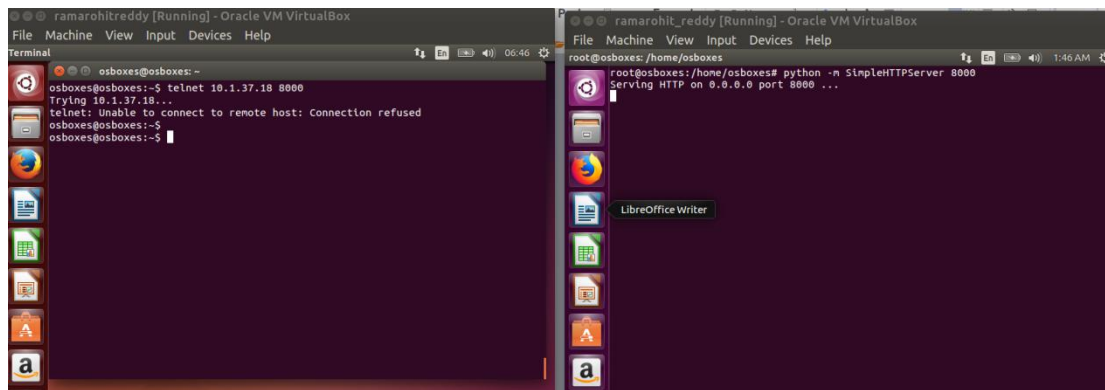 ramarohitreddy [Running] - Oracle VM VirtualBox
File Machine View Input Devices Help
Terminal
En
06:46
osboxes@osboxes: ~
osboxes@osboxes:~$ telnet 10.1.37.18 8000
Trying 10.1.37.18...
telnet: Unable to connect to remote host: Connection refused
osboxes@osboxes:~$
osboxes@osboxes:~$
a
ramarohit_reddy [Running] - Oracle VM VirtualBox
File Machine View Input Devices Help
root@osboxes: /home/osboxes
En
1:46 AM
root@osboxes:/home/osboxes# python -m SimpleHTTPServer 8000
Serving HTTP on 0.0.0.0 port 8000 ...
LibreOffice Writer
a